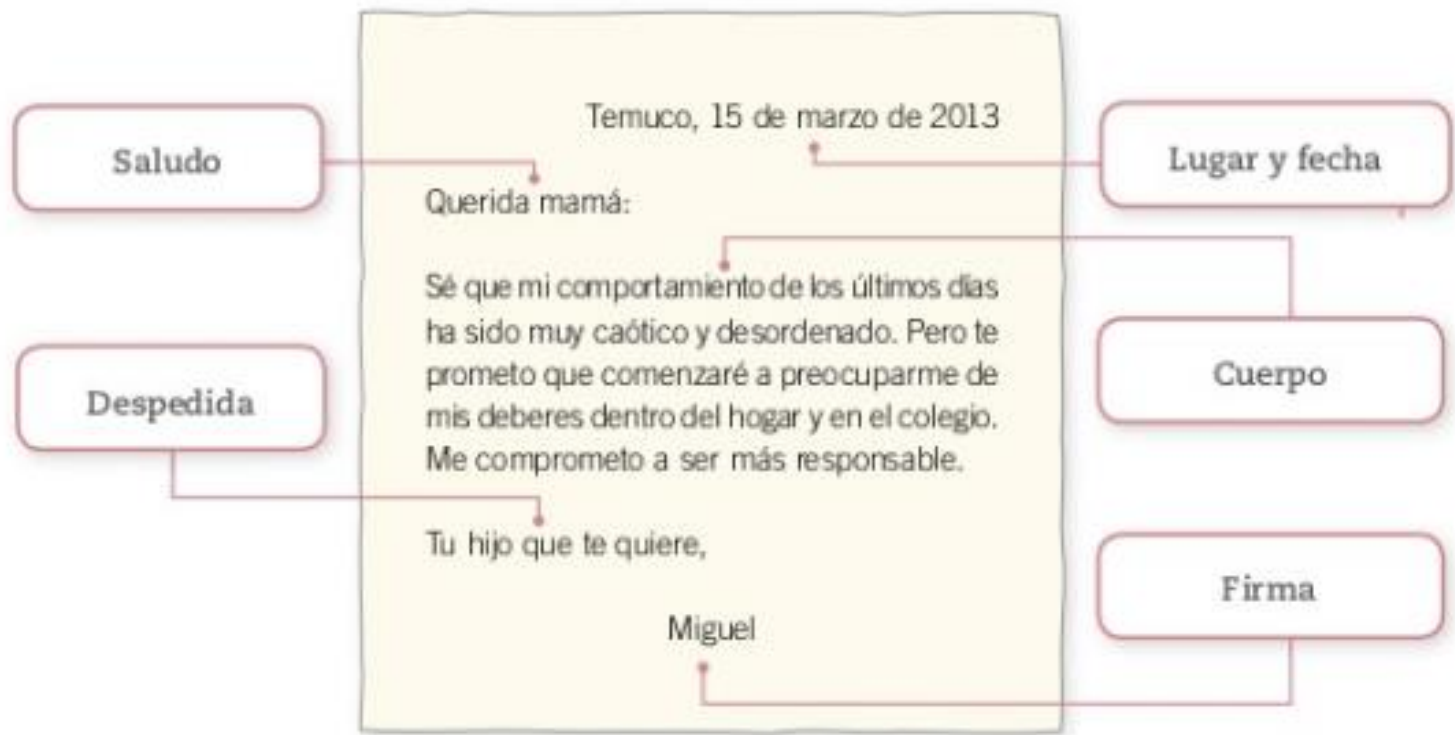 Temuco, 15 de marzo de 2013
Saludo
Lugar y fecha
Querida mamá:
Sé que mi comportamiento de los últimos días
ha sido muy caótico y desordenado. Pero te
prometo que comenzaré a preocuparme de
mis deberes dentro del hogar y en el colegio.
Me comprometo a ser más responsable.
Cuerpo
Despedida
Tu hijo que te quiere,
Firma
Miguel